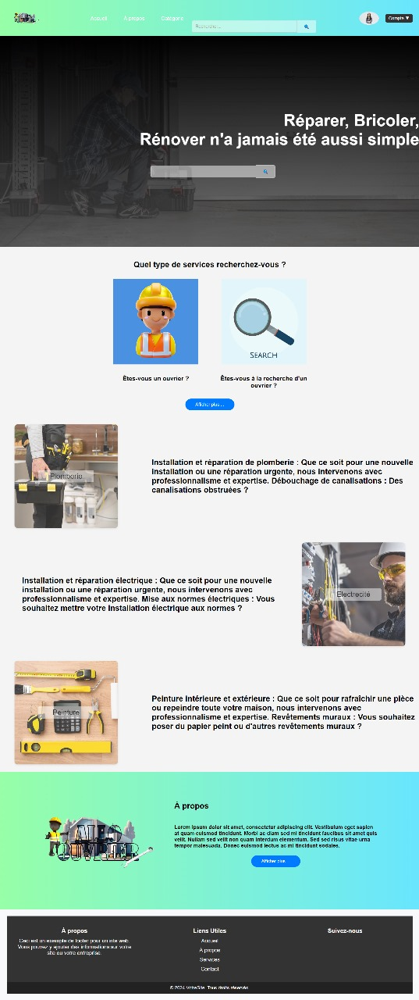 Accueil
À propos
Catégorie
Rechercher...
Compte ▼
Réparer, Bricoler,
Rénover n'a jamais été aussi simple
Quel type de services recherchez-vous ?
SEARCH
Êtes-vous un ouvrier ?
Êtes-vous à la recherche d'un
ouvrier ?
Afficher plus ...
Plomberie
Installation et réparation de plomberie : Que ce soit pour une nouvelle
installation ou une réparation urgente, nous intervenons avec
professionnalisme et expertise. Débouchage de canalisations : Des
canalisations obstruées ?
Installation et réparation électrique : Que ce soit pour une nouvelle
installation ou une réparation urgente, nous intervenons avec
professionnalisme et expertise. Mise aux normes électriques : Vous
souhaitez mettre votre installation électrique aux normes ?
Electrecité
Peinture
Peinture intérieure et extérieure : Que ce soit pour rafraîchir une pièce
ou repeindre toute votre maison, nous intervenons avec
professionnalisme et expertise. Revêtements muraux : Vous souhaitez
poser du papier peint ou d'autres revêtements muraux ?
À propos
Lorem ipsum dolor sit amet, consectetur adipiscing elit. Vestibulum eget sapien
at quam euismod tincidunt. Morbi ac diam sed mi tincidunt faucibus sit amet quis
velit. Nullam sed velit non quam interdum elementum. Sed sed risus vitae urna
tempor malesuada. Donec euismod lectus ac mi tincidunt sodales.
Afficher plus ...
À propos
Ceci est un exemple de footer pour un site web.
Vous pouvez y ajouter des informations sur votre
site ou votre entreprise.
Liens Utiles
Accueil
À propos
Services
Contact
Suivez-nous
© 2024 VotreSite. Tous droits réservés.